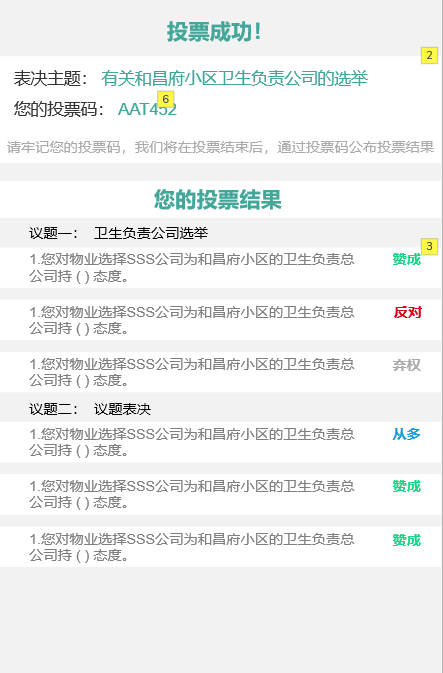 投票成功！
2
表决主题： 有关和昌府小区卫生负责公司的选举
6
您的投票码： AAT452
请牢记您的投票码，我们将在投票结束后，通过投票码公布投票结果
您的投票结果
议题一： 卫生负责公司选举
3
1.您对物业选择SSS公司为和昌府小区的卫生负责总 赞成
公司持 ( ) 态度。
1.您对物业选择SSS公司为和昌府小区的卫生负责总 反对
公司持 ( ) 态度。
1.您对物业选择SSS公司为和昌府小区的卫生负责总 弃权
公司持 ( ) 态度。
议题二： 议题表决
1.您对物业选择SSS公司为和昌府小区的卫生负责总 从多
公司持 ( ) 态度。
1.您对物业选择SSS公司为和昌府小区的卫生负责总 赞成
公司持 ( ) 态度。
1.您对物业选择SSS公司为和昌府小区的卫生负责总 赞成
公司持 ( ) 态度。